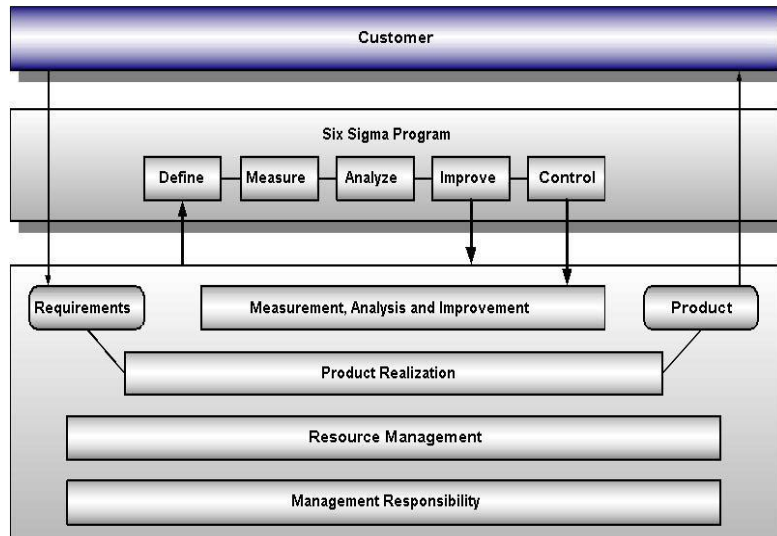 Customer
Six Sigma Program
Define
Measure
Analyze
Improve
Control
Requirements
Measurement, Analysis and Improvement
Product
Product Realization
Resource Management
Management Responsibility